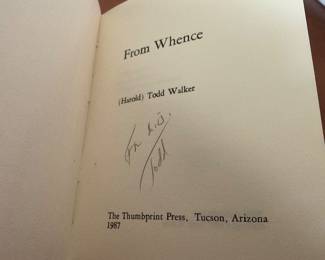 From Whence
(Harold) Todd Walker
For
Todd
The Thumbprint Press, Tucson, Arizona
1987